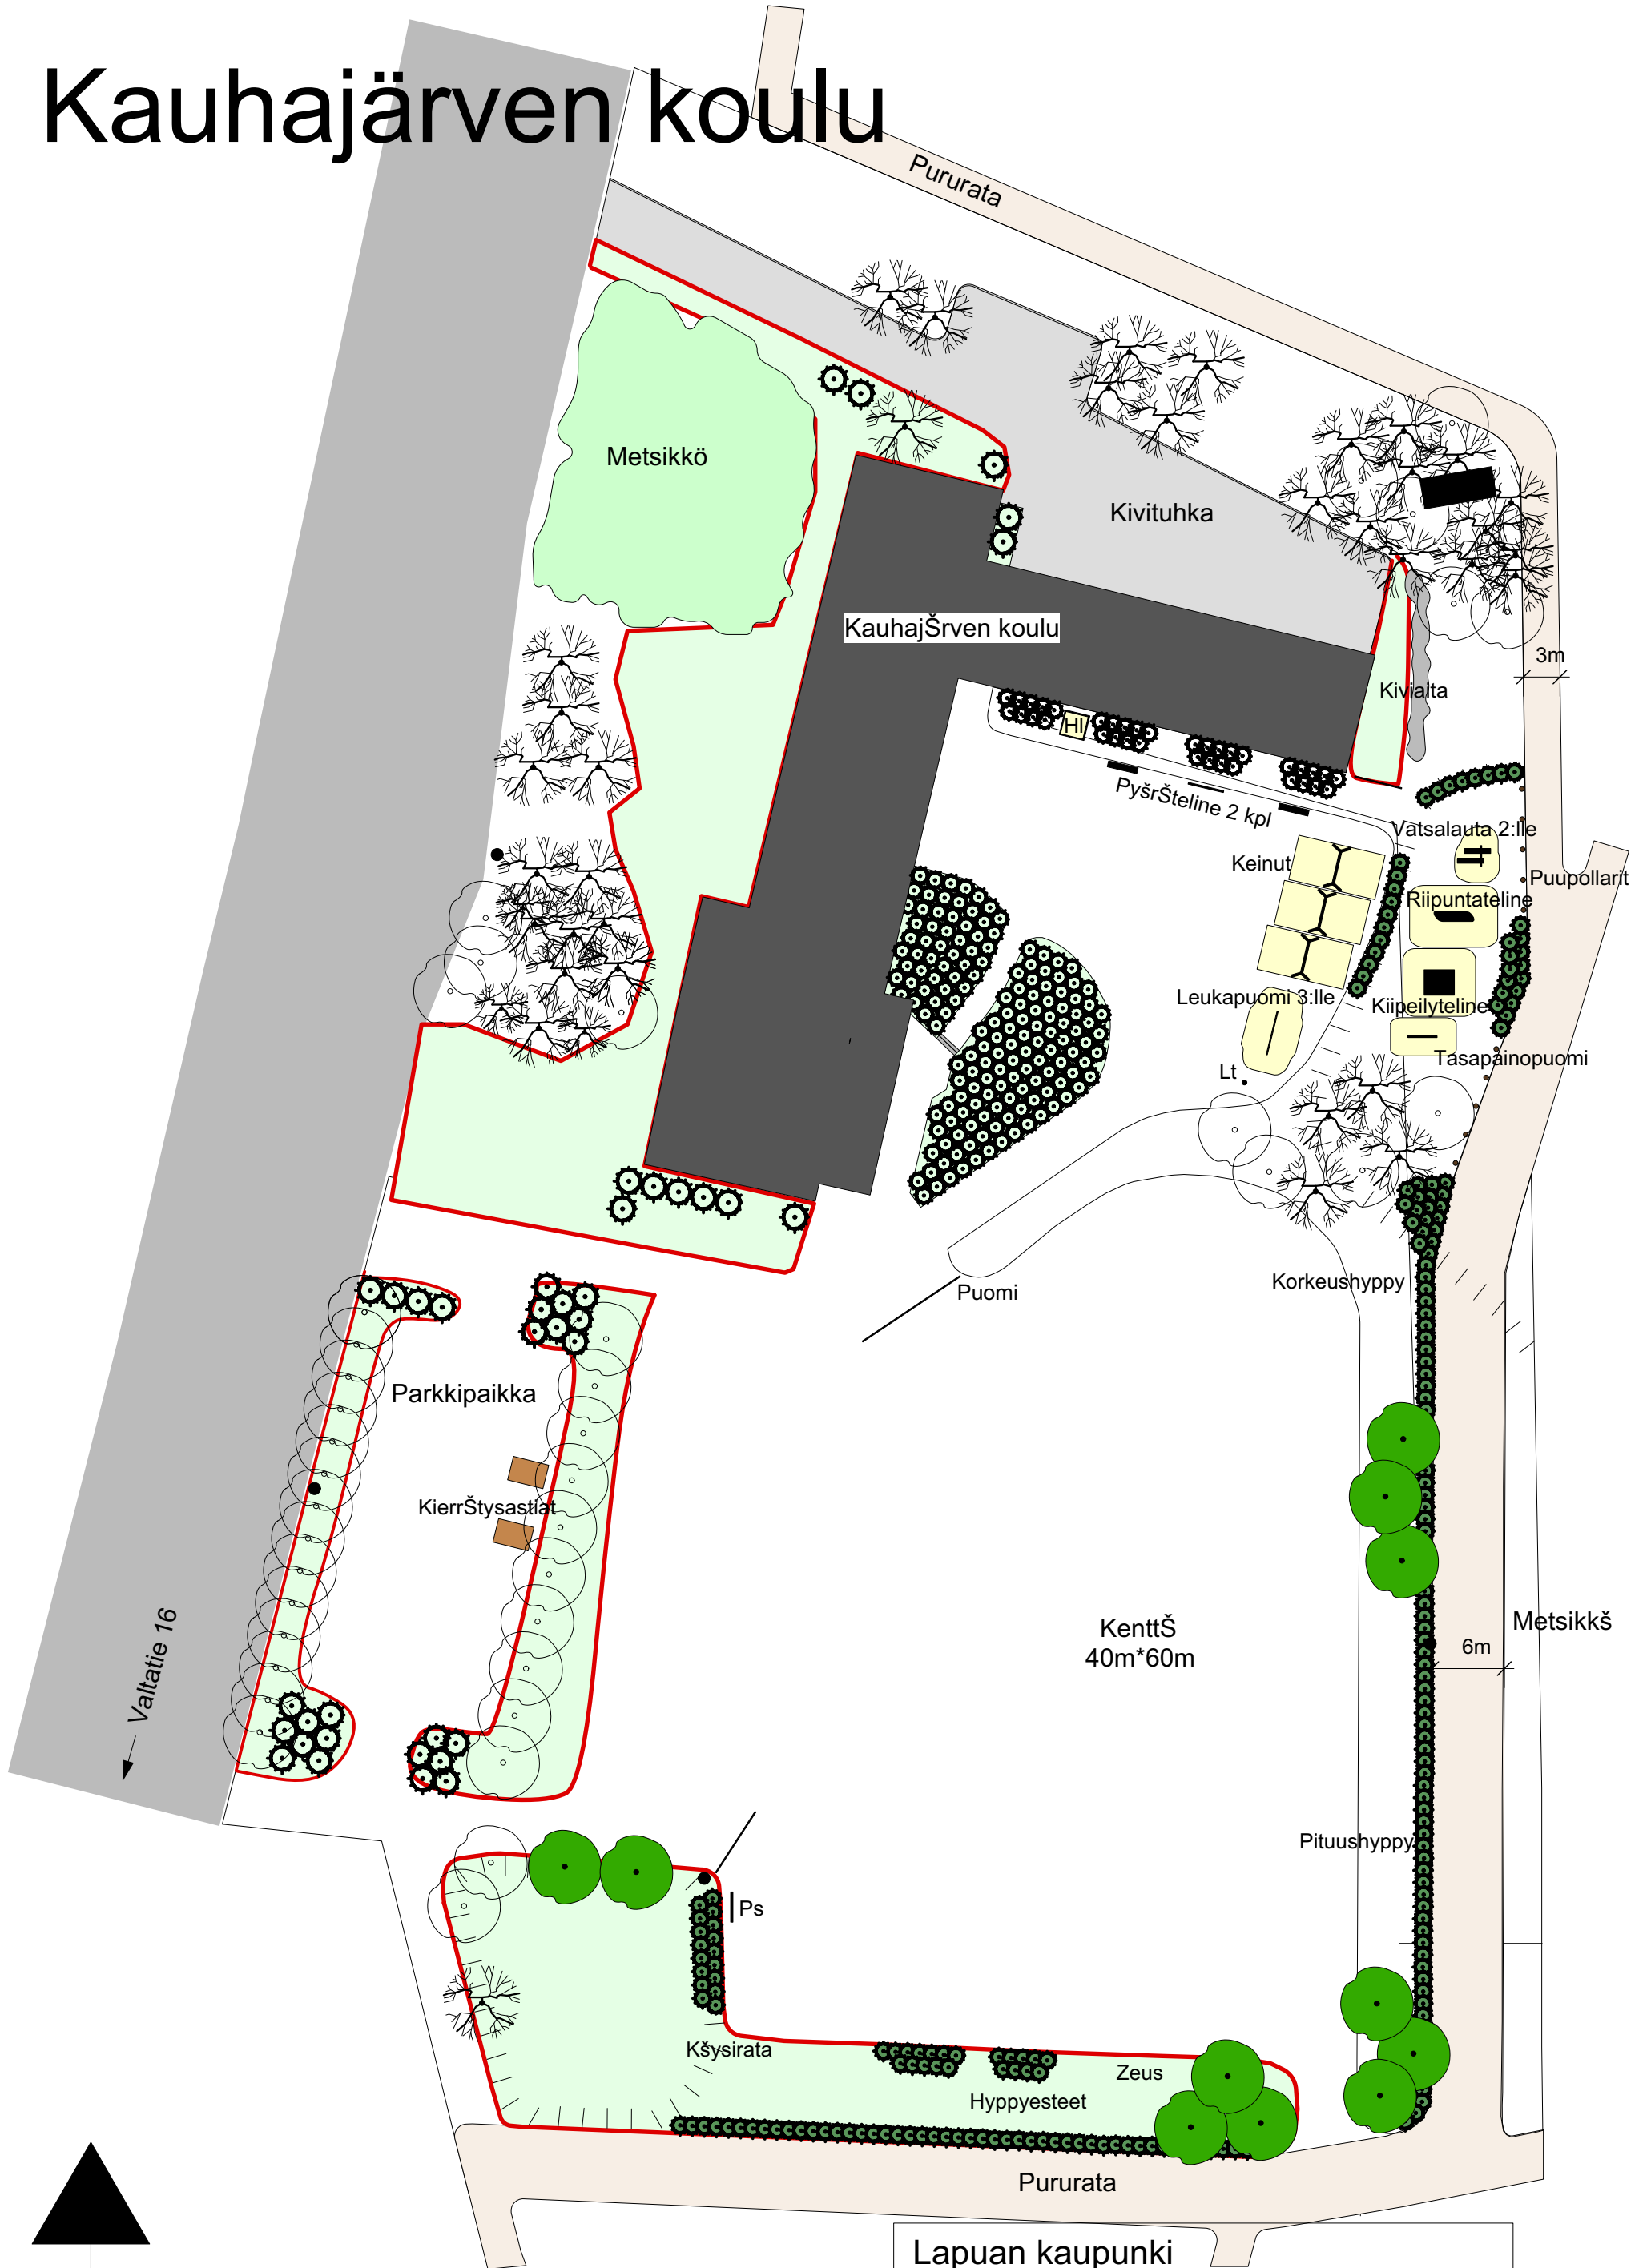 Kauhajärven koulu
Pururata
Metsikkö
Kivituhka
KauhajŠrven koulu
3m
Kiviaita
Hl
PyšrŠteline 2 kpl
Vatsalauta 2:lle
Keinut
Puupollarit
Riipuntateline
Leukapuomi 3:lle
Kiipeilyteline
Tasapainopuomi
Lt
Korkeushyppy
Puomi
Parkkipaikka
KierrŠtysastiat
Valtatie 16
KenttŠ
40m*60m
Metsikkš
6m
Pituushyppy
Ps
Kšysirata
Zeus
Hyppyesteet
Pururata
Lapuan kaupunki